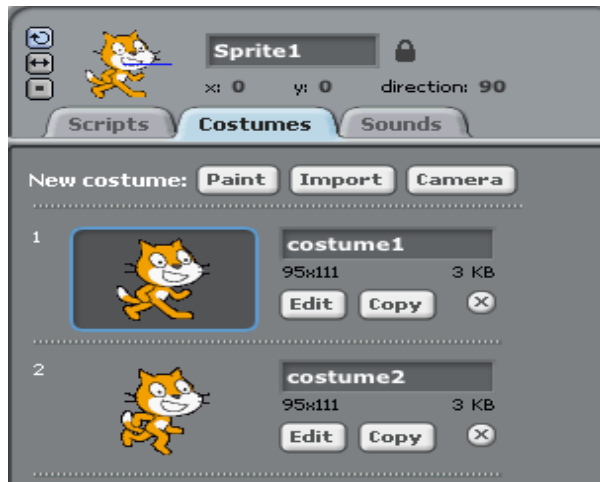 Sprite1
x: 0 y: 0 direction: 90
Scripts Costumes Sounds
New costume: Paint Import Camera
1
costume1
95x111 3 KB
Edit Copy
2
costume2
95x111 3 KB
Edit Copy